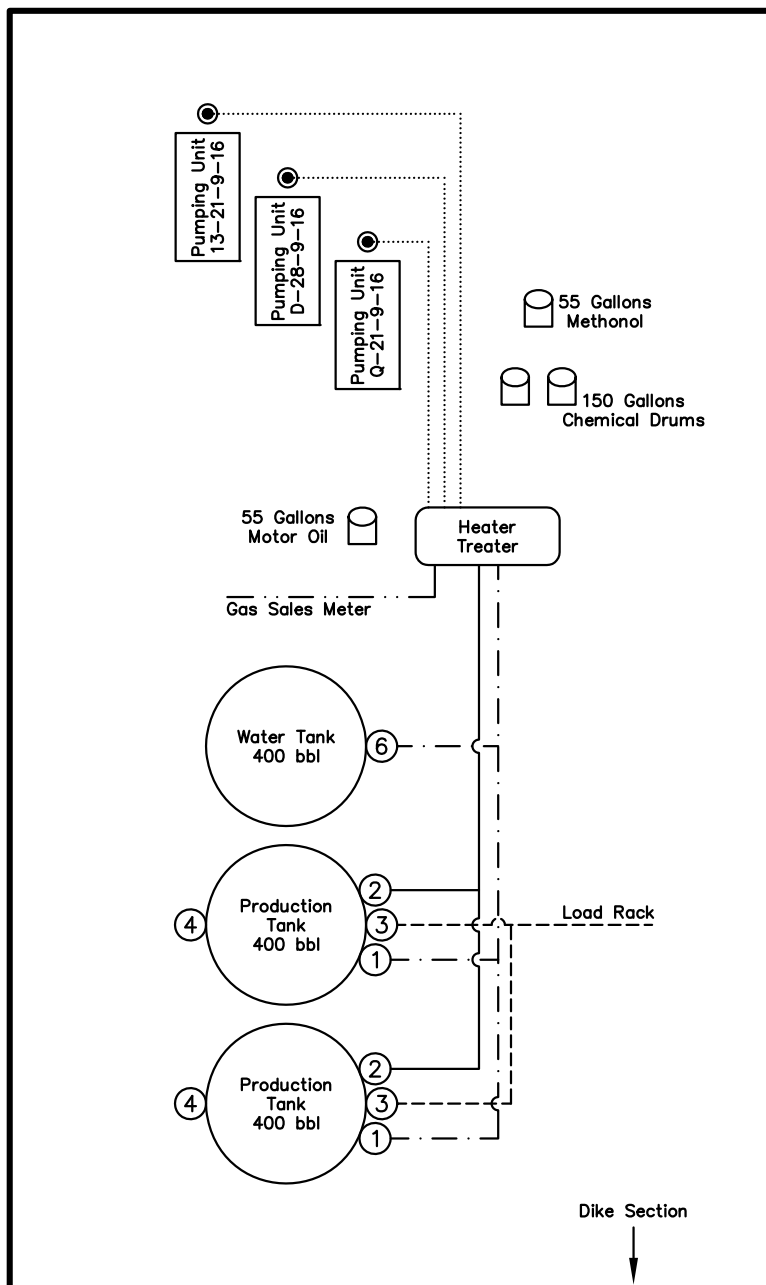 Pumping Unit
13-21-9-16
Pumping Unit
D-28-9-16
Pumping Unit
Q-21-9-16
55 Gallons
Methonol
150 Gallons
Chemical Drums
55 Gallons
Motor Oil
Heater
Treater
Gas Sales Meter
Water Tank
400 bbl
6
Production
Tank
400 bbl
2
4
3
1
Load Rack
Production
Tank
400 bbl
2
4
3
1
Dike Section